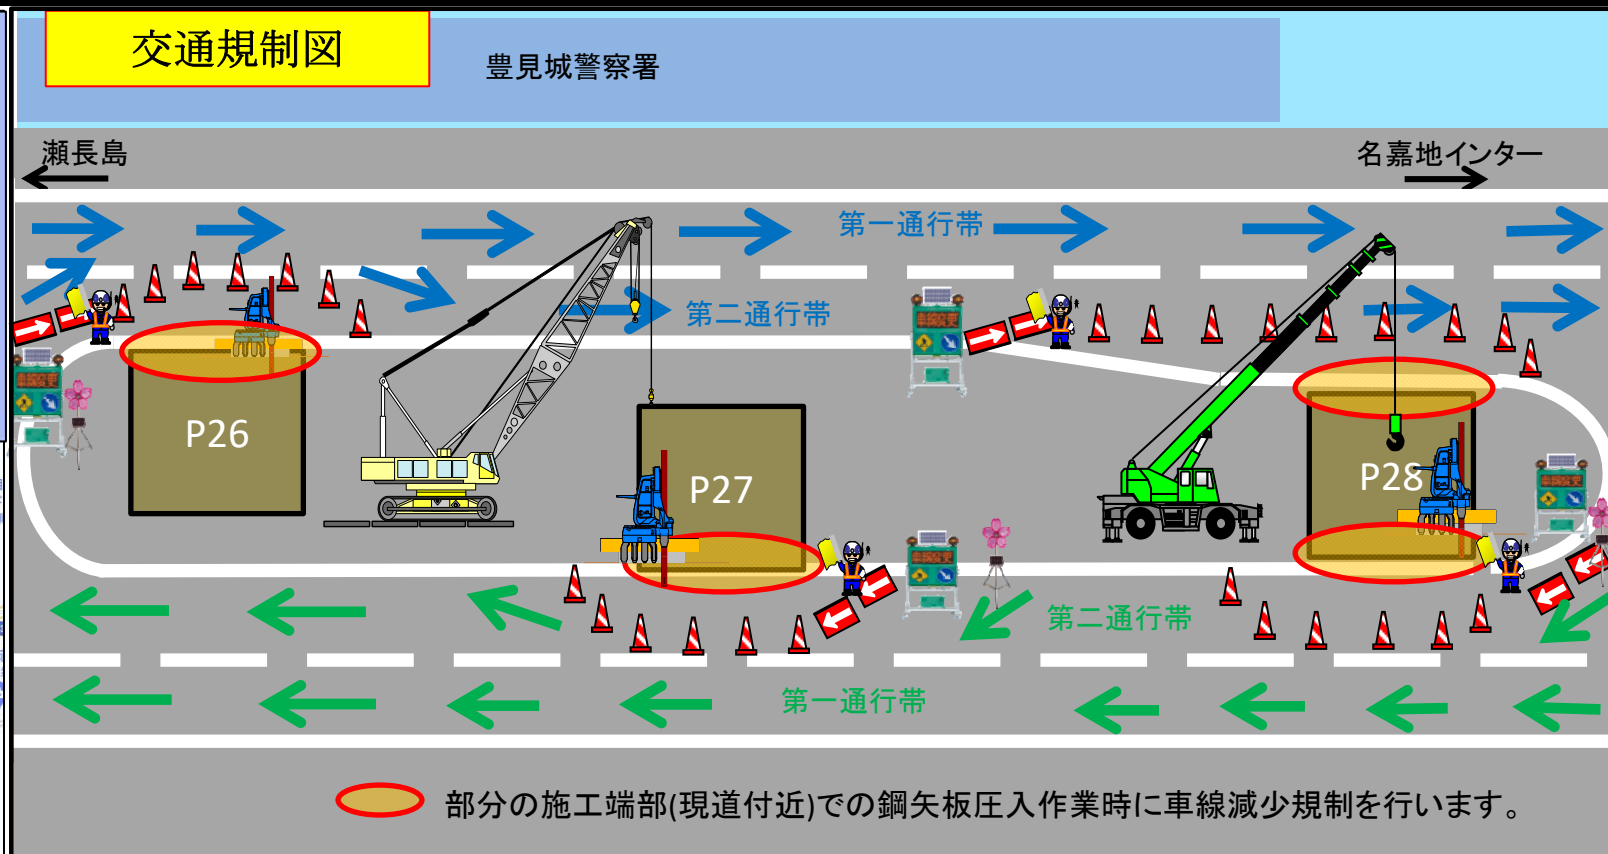 交通規制図
豊見城警察署
瀬長島
名嘉地インター
第一通行帯
第二通行帯
P26
P27
P28
第二通行帯
第一通行帯
部分の施工端部(現道付近)での鋼矢板圧入作業時に車線減少規制を行います。